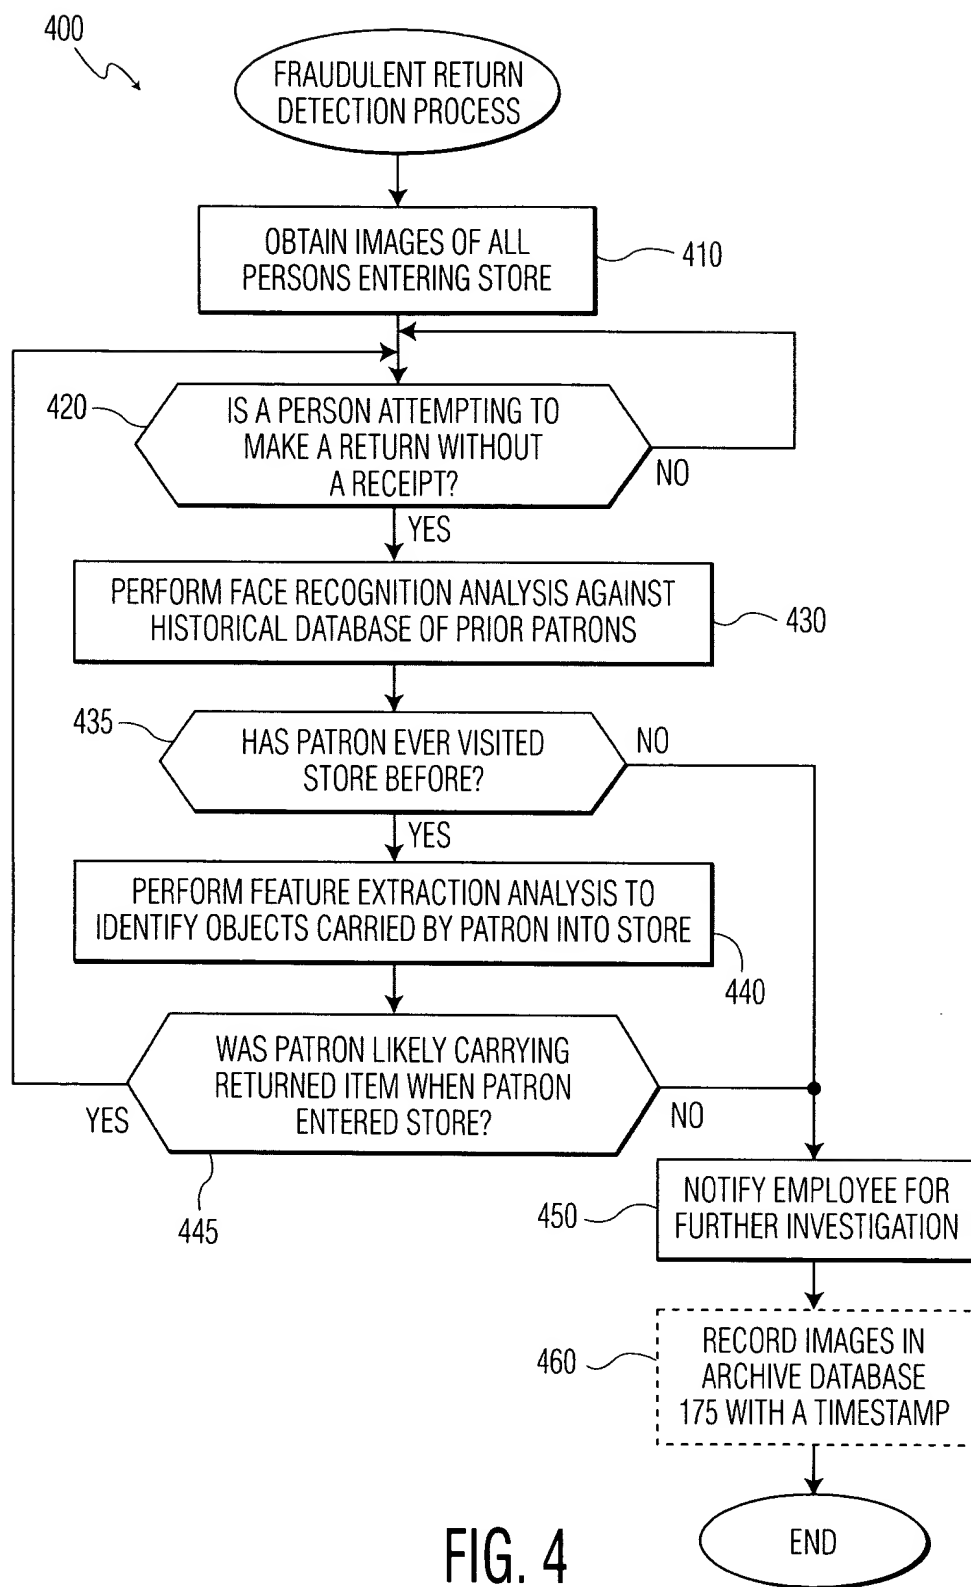 400
FRAUDULENT RETURN
DETECTION PROCESS
OBTAIN IMAGES OF ALL
PERSONS ENTERING STORE
410
420
IS A PERSON ATTEMPTING TO
MAKE A RETURN WITHOUT
A RECEIPT?
NO
YES
PERFORM FACE RECOGNITION ANALYSIS AGAINST
HISTORICAL DATABASE OF PRIOR PATRONS
430
435
HAS PATRON EVER VISITED
STORE BEFORE?
NO
YES
PERFORM FEATURE EXTRACTION ANALYSIS TO
IDENTIFY OBJECTS CARRIED BY PATRON INTO STORE
440
WAS PATRON LIKELY CARRYING
RETURNED ITEM WHEN PATRON
ENTERED STORE?
YES
NO
445
450
NOTIFY EMPLOYEE FOR
FURTHER INVESTIGATION
460
RECORD IMAGES IN
ARCHIVE DATABASE
175 WITH A TIMESTAMP
END
FIG. 4